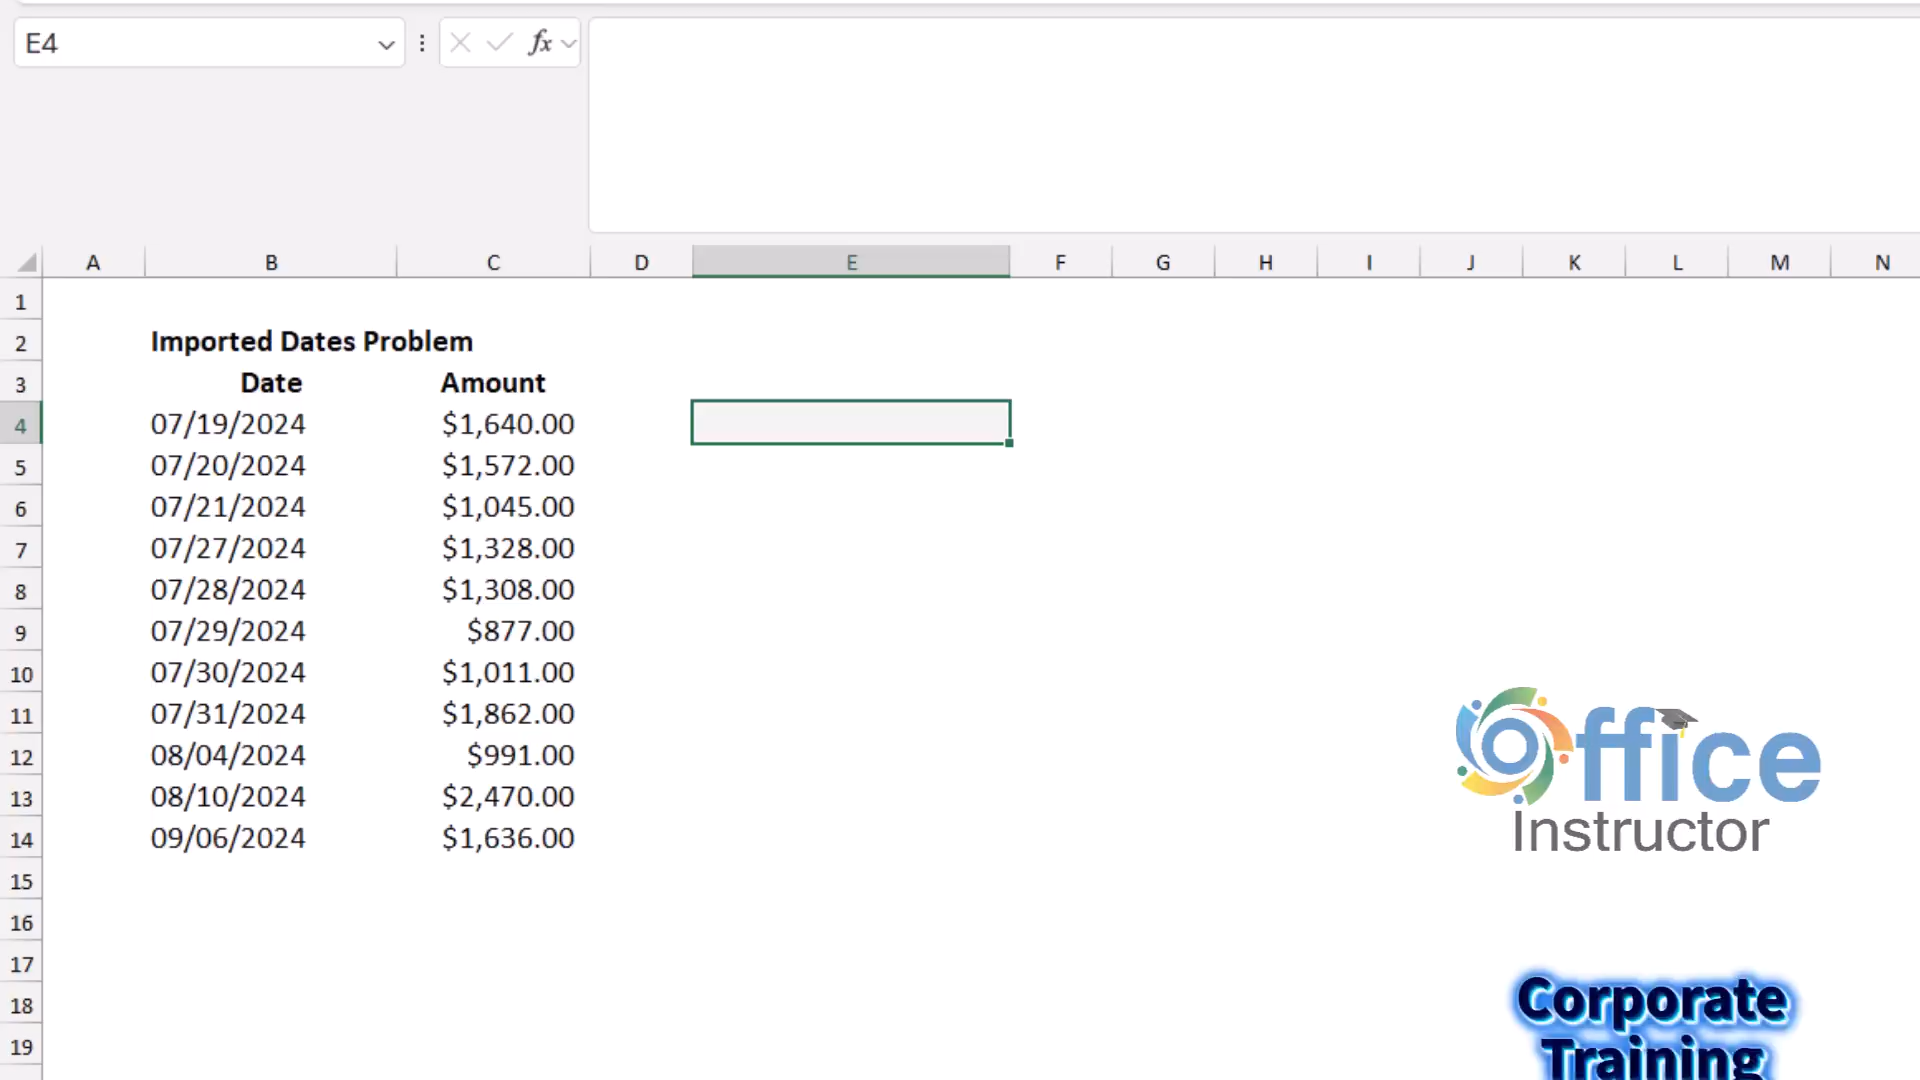 E4
fx
A B C D E F G H I J K L M N
1
2 Imported Dates Problem
3 Date Amount
4 07/19/2024 $1,640.00
5 07/20/2024 $1,572.00
6 07/21/2024 $1,045.00
7 07/27/2024 $1,328.00
8 07/28/2024 $1,308.00
9 07/29/2024 $877.00
10 07/30/2024 $1,011.00
11 07/31/2024 $1,862.00
12 08/04/2024 $991.00
13 08/10/2024 $2,470.00
14 09/06/2024 $1,636.00
15
16
17
18
19
Office
Instructor
Corporate
Training